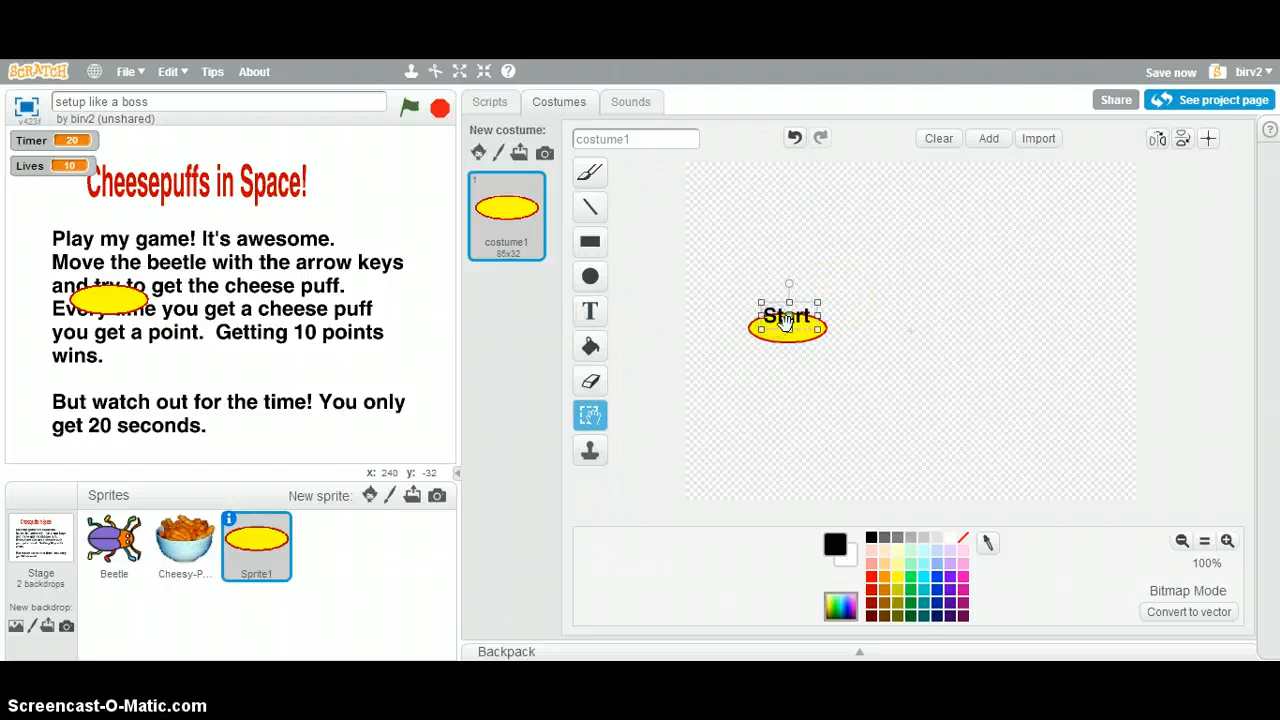 SCRATCH File Edit Tips About Save now birv2
setup like a boss
by birv2 (unshared)
v423f
Scripts Costumes Sounds Share See project page
Timer 20
Lives 10
Cheesepuffs in Space!
Play my game! It's awesome.
Move the beetle with the arrow keys
and try to get the cheese puff.
Every time you get a cheese puff
you get a point. Getting 10 points
wins.
But watch out for the time! You only
get 20 seconds.
x: 240 y: -32
New costume:
costume1
Clear Add Import
1
costume1
85x32
T
Start
Sprites New sprite:
Stage
2 backdrops
New backdrop:
Beetle Cheesy-P... Sprite1
100%
Bitmap Mode
Convert to vector
Backpack
Screencast-O-Matic.com